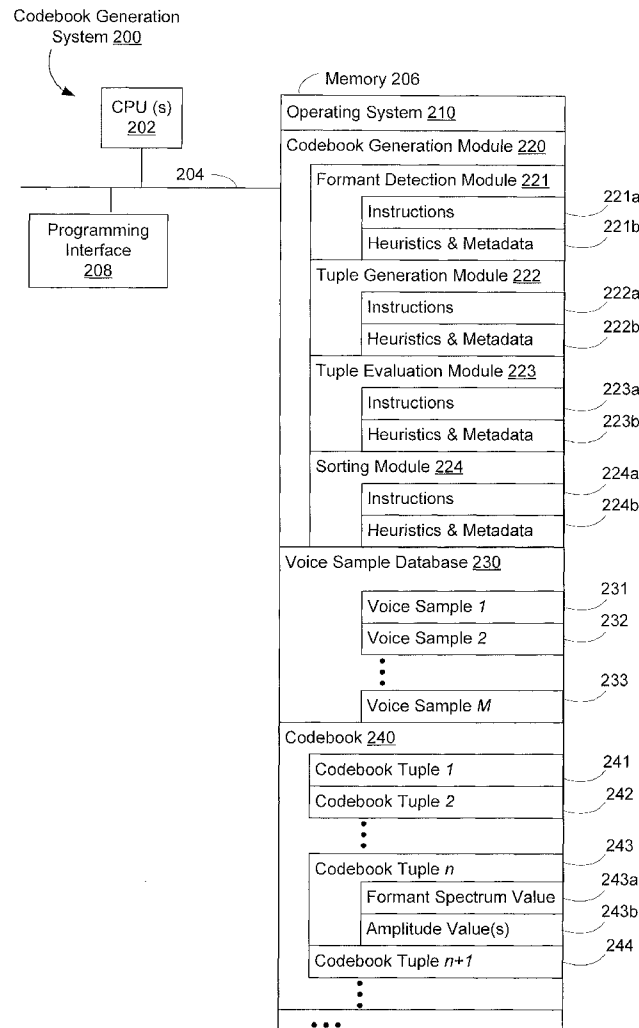 Codebook Generation
System 200
CPU (s)
202
204
Programming
Interface
208
Memory 206
Operating System 210
Codebook Generation Module 220
Formant Detection Module 221
Instructions
221a
Heuristics & Metadata
221b
Tuple Generation Module 222
Instructions
222a
Heuristics & Metadata
222b
Tuple Evaluation Module 223
Instructions
223a
Heuristics & Metadata
223b
Sorting Module 224
Instructions
224a
Heuristics & Metadata
224b
Voice Sample Database 230
Voice Sample 1
231
Voice Sample 2
232
Voice Sample M
233
Codebook 240
Codebook Tuple 1
241
Codebook Tuple 2
242
Codebook Tuple n
243
Formant Spectrum Value
243a
Amplitude Value(s)
243b
Codebook Tuple n+1
244